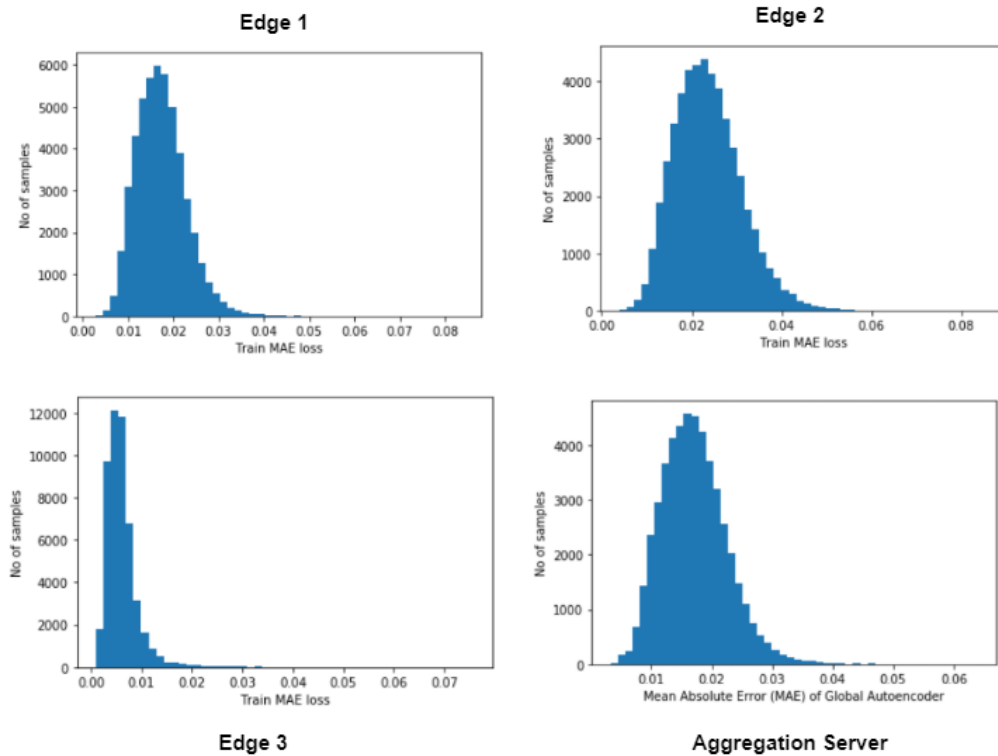 Edge 1
6000
5000
4000
3000
2000
1000
0
No of samples
0.00 0.01 0.02 0.03 0.04 0.05 0.06 0.07 0.08
Train MAE loss
Edge 2
4000
3000
2000
1000
0
No of samples
0.00 0.02 0.04 0.06 0.08
Train MAE loss
12000
10000
8000
6000
4000
2000
0
No of samples
0.00 0.01 0.02 0.03 0.04 0.05 0.06 0.07
Train MAE loss
Edge 3
4000
3000
2000
1000
0
No of samples
0.01 0.02 0.03 0.04 0.05 0.06
Mean Absolute Error (MAE) of Global Autoencoder
Aggregation Server